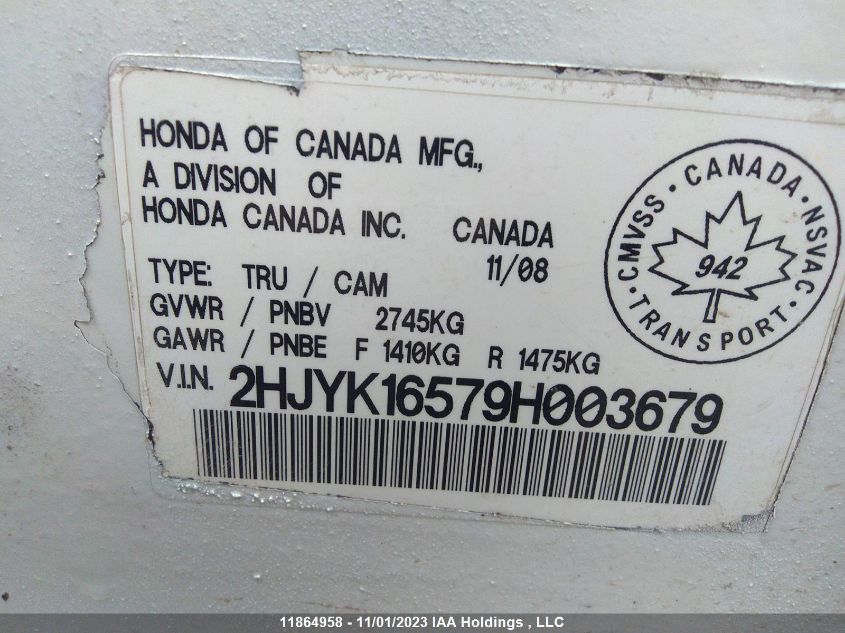 HONDA OF CANADA MFG.,
A DIVISION OF
HONDA CANADA INC. CANADA
11/08
TYPE: TRU / CAM
GVWR / PNBV 2745KG
GAWR / PNBE F 1410KG R 1475KG
V.I.N. 2HJYK16579H003679
CMVSS • CANADA • NSVAC • TRANSPORT •
942
11864958 - 11/01/2023 IAA Holdings , LLC